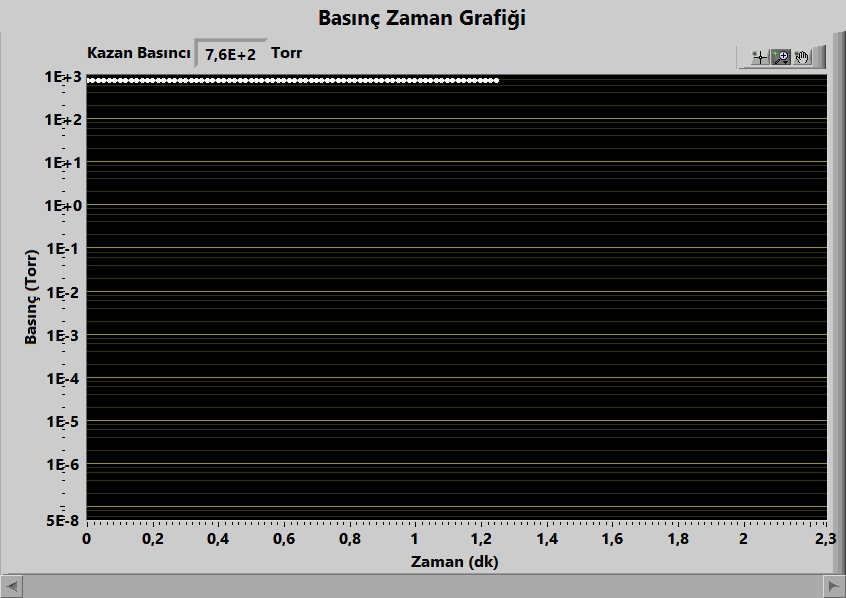 Basınç Zaman Grafiği
Kazan Basıncı 7,6E+2 Torr
1E+3
1E+2
1E+1
1E+0
1E-1
1E-2
1E-3
1E-4
1E-5
1E-6
5E-8
Basınç (Torr)
0 0,2 0,4 0,6 0,8 1 1,2 1,4 1,6 1,8 2 2,3
Zaman (dk)